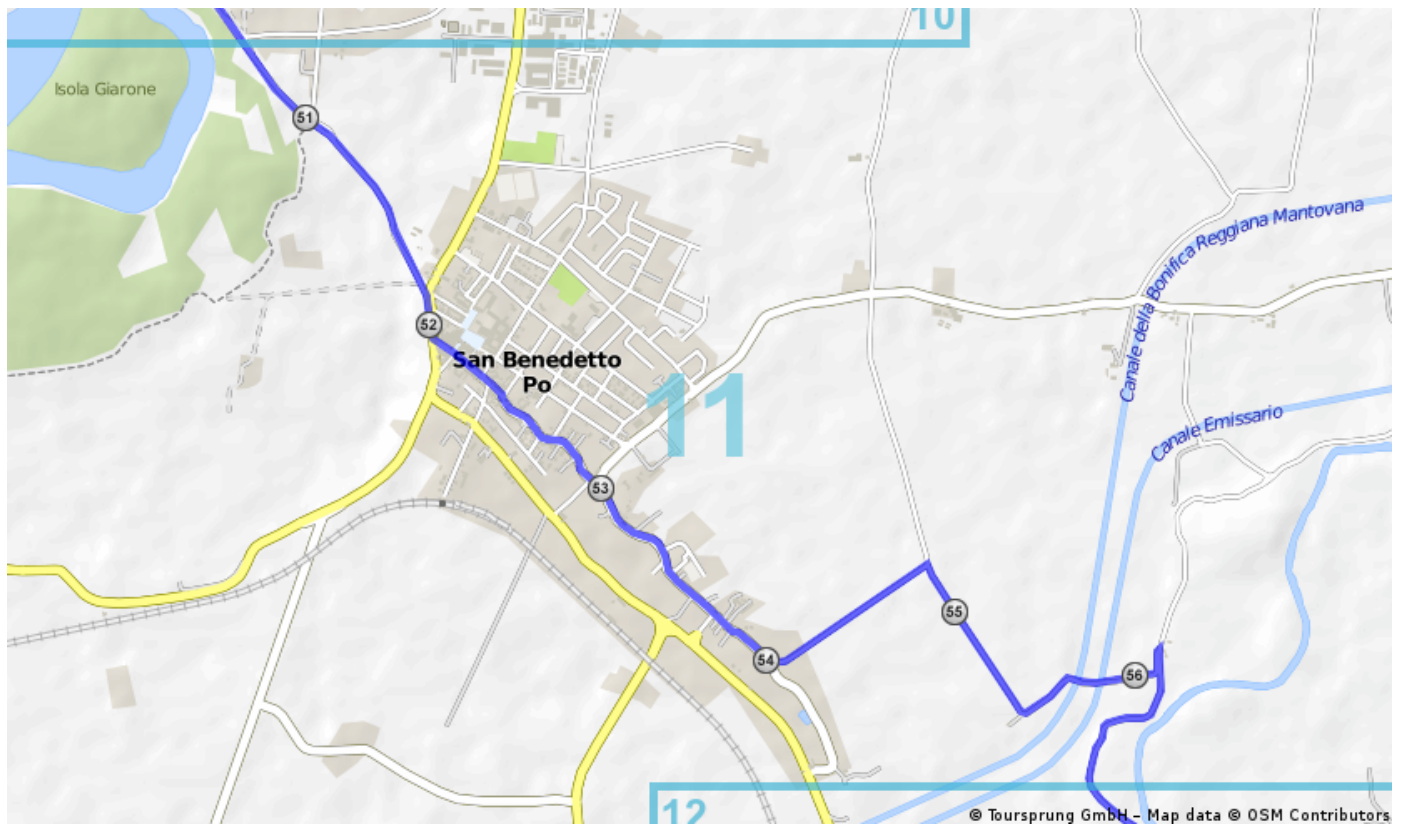 10
Isola Giarone
51
Canale della Bonifica Reggiana Mantovana
52
San Benedetto
Po
11
Canale Emissario
53
55
54
56
12
© Toursprung GmbH – Map data © OSM Contributors